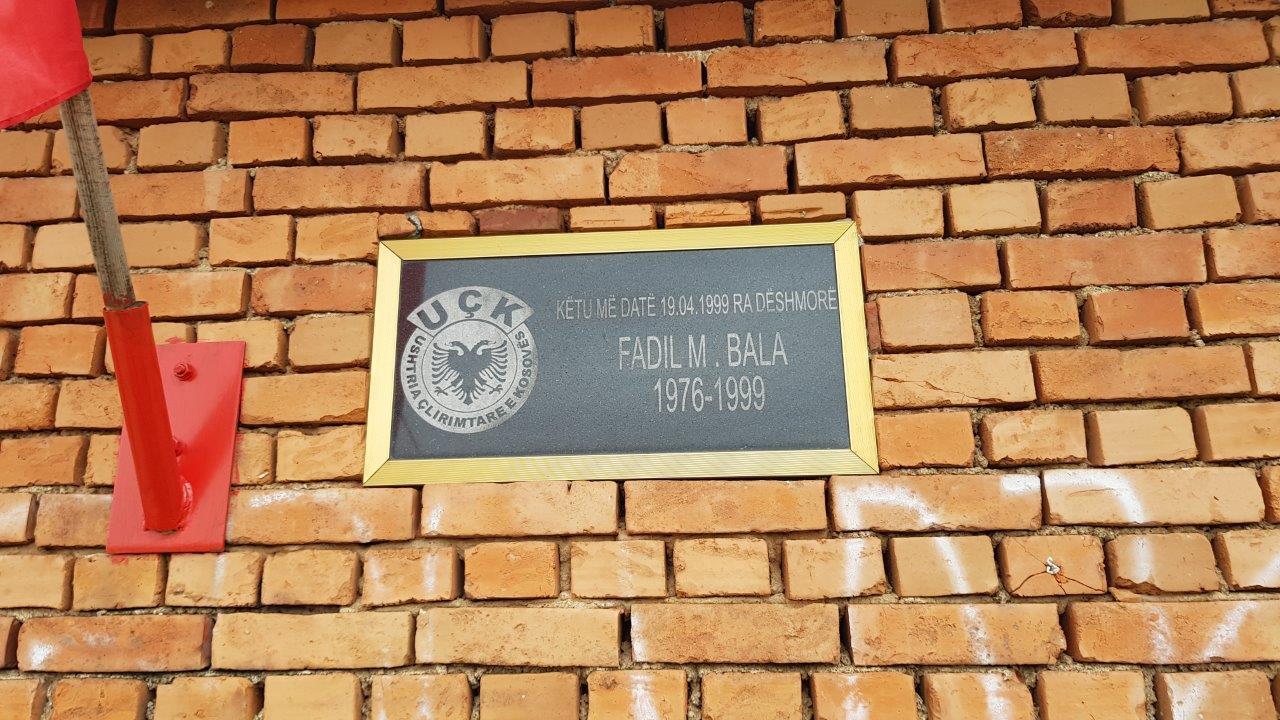 UÇK
USHTRIA ÇLIRIMTARE E KOSOVËS
KËTU MË DATË 19.04.1999 RA DËSHMORË
FADIL M . BALA
1976-1999